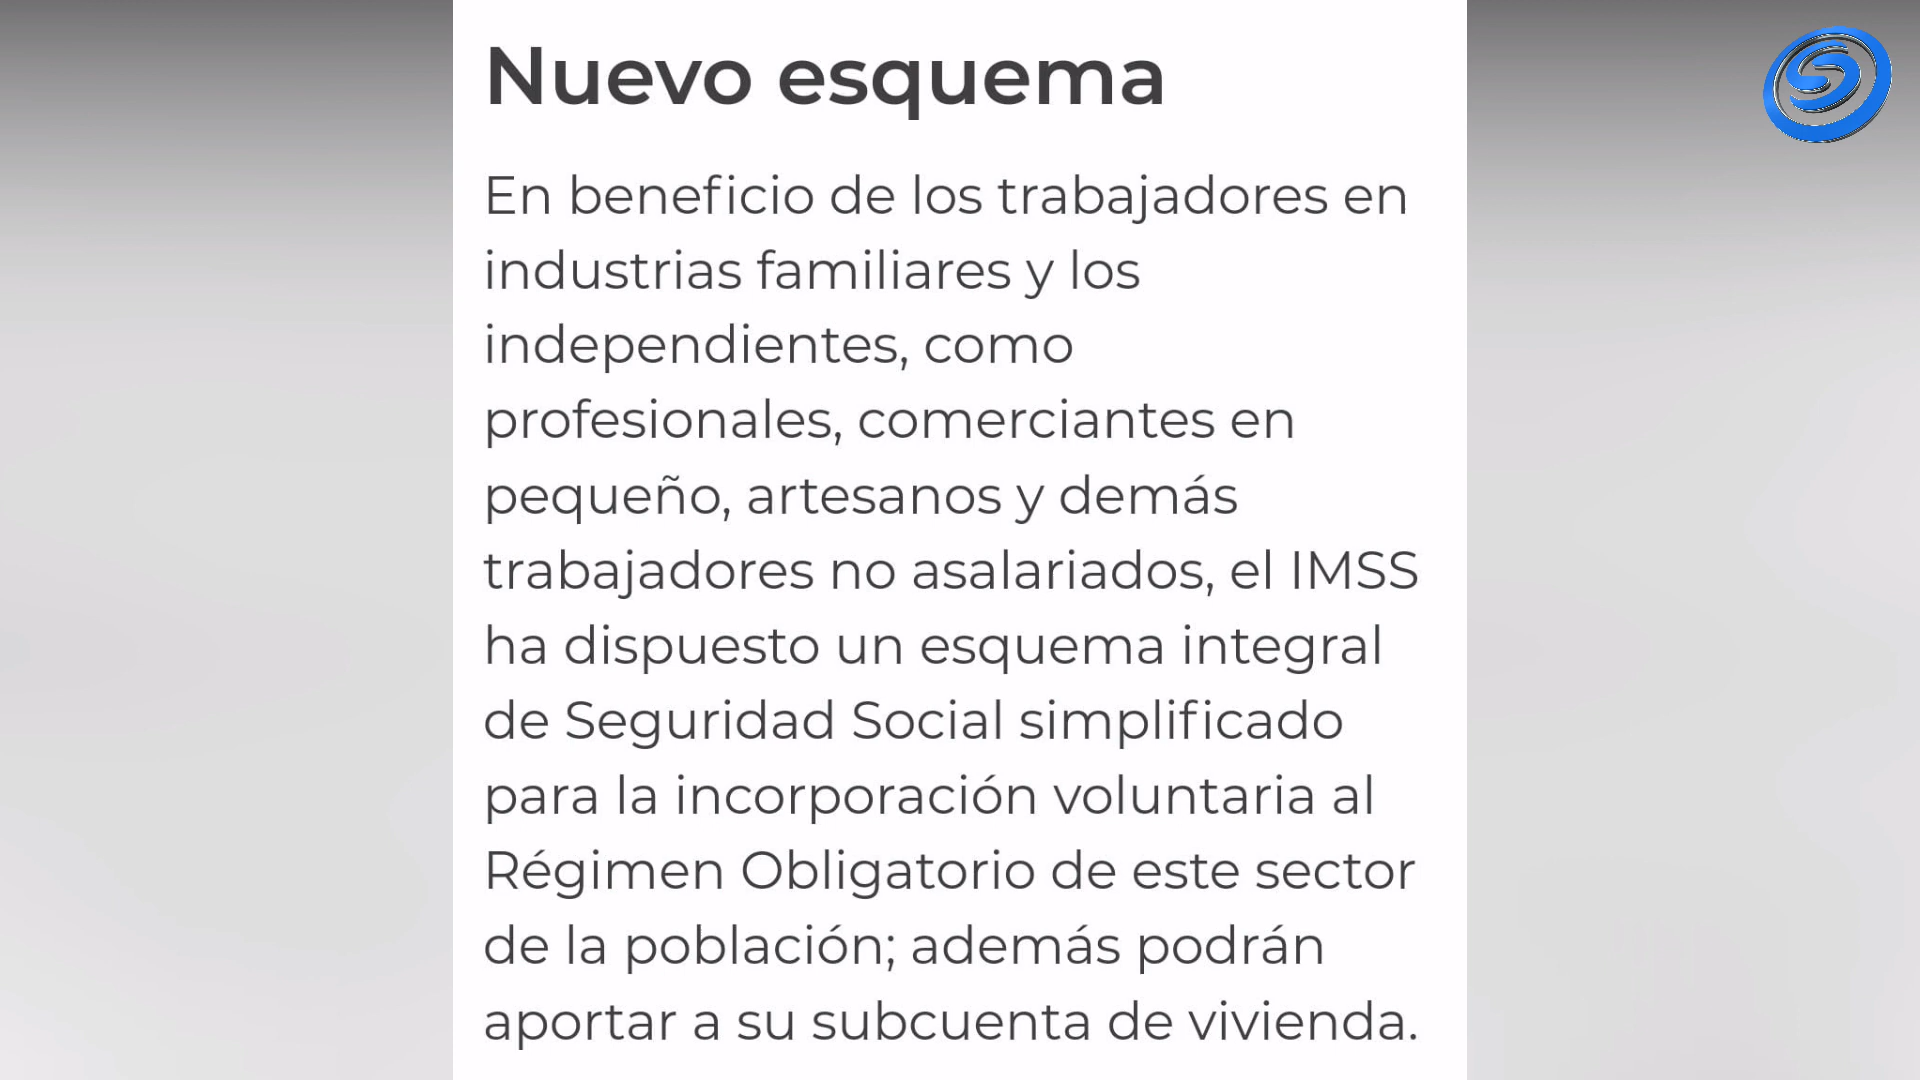 Nuevo esquema
En beneficio de los trabajadores en
industrias familiares y los
independientes, como
profesionales, comerciantes en
pequeño, artesanos y demás
trabajadores no asalariados, el IMSS
ha dispuesto un esquema integral
de Seguridad Social simplificado
para la incorporación voluntaria al
Régimen Obligatorio de este sector
de la población; además podrán
aportar a su subcuenta de vivienda.